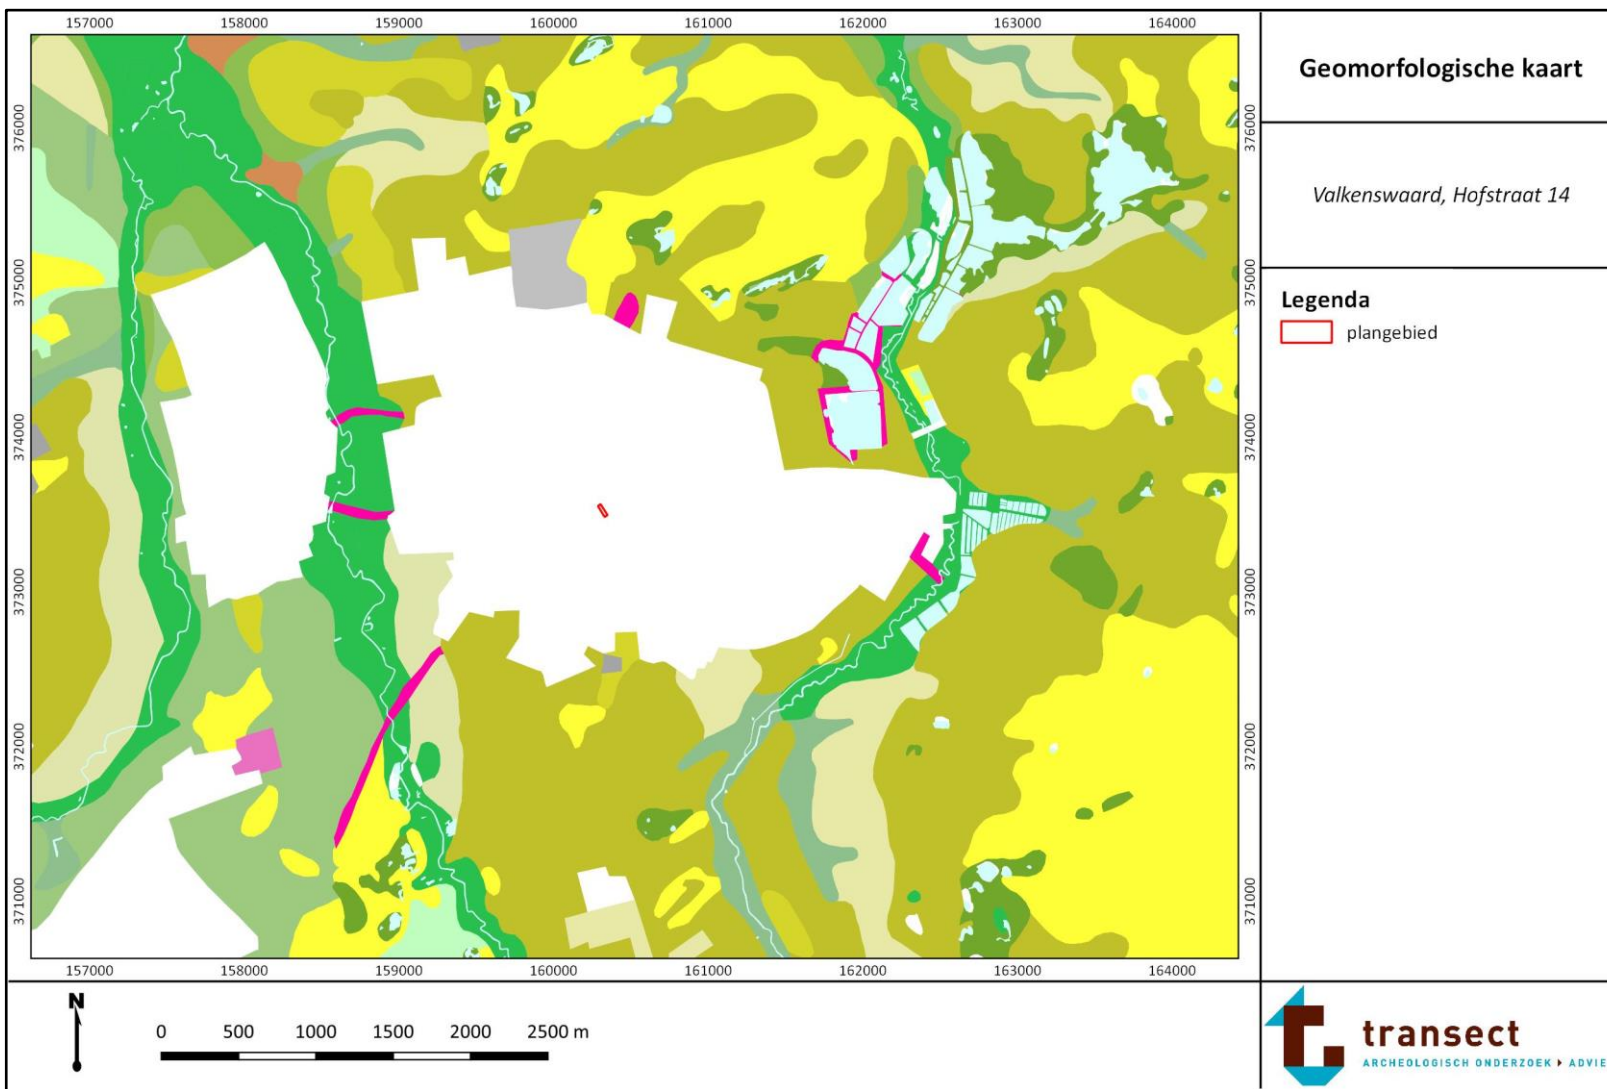 157000 158000 159000 160000 161000 162000 163000 164000
376000
375000
374000
373000
372000
371000
376000
375000
374000
373000
372000
371000
157000 158000 159000 160000 161000 162000 163000 164000
Geomorfologische kaart
Valkenswaard, Hofstraat 14
Legenda
plangebied
N
0 500 1000 1500 2000 2500 m
transect
ARCHEOLOGISCH ONDERZOEK ▸ ADVIE